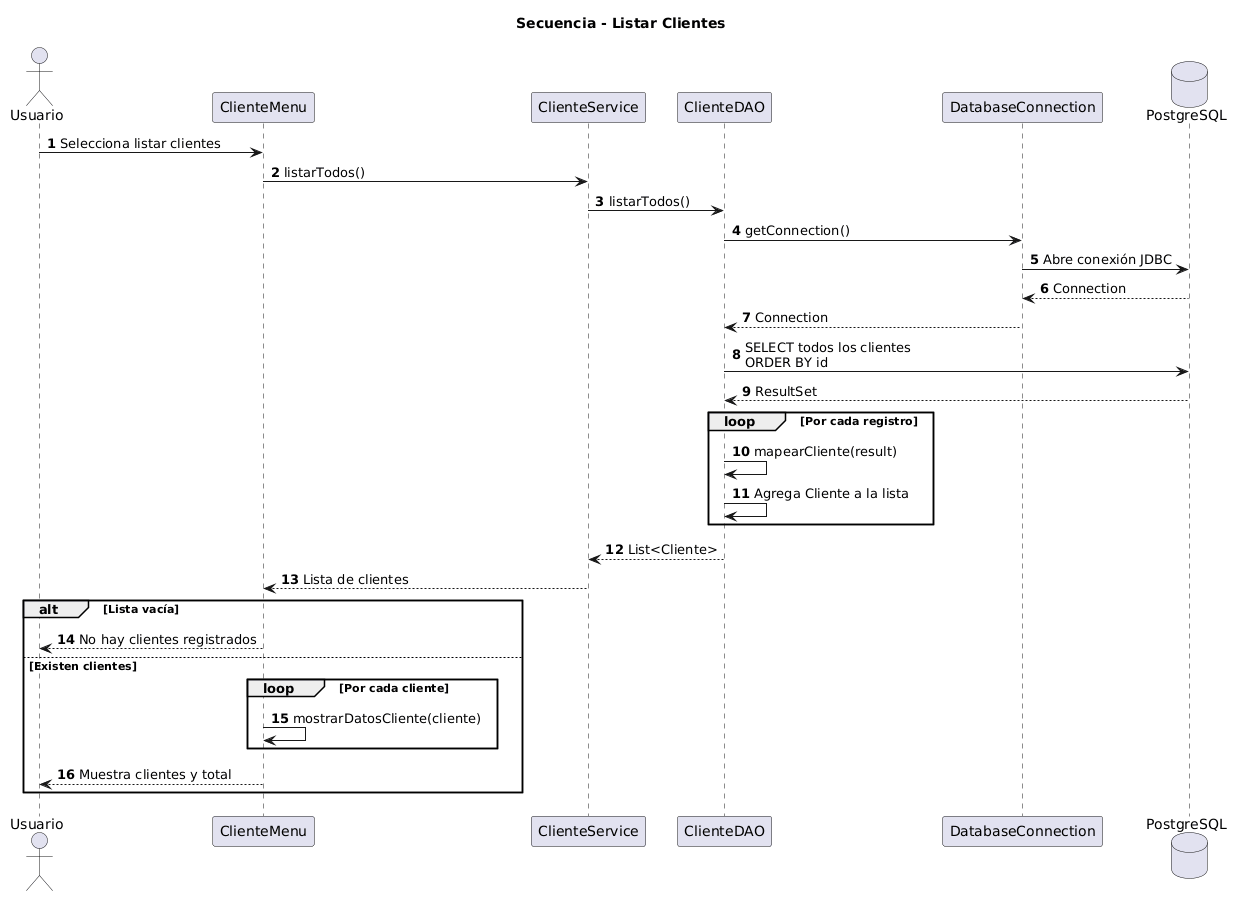 Secuencia - Listar Clientes
Usuario
ClienteMenu
ClienteService
ClienteDAO
DatabaseConnection
PostgreSQL
1 Selecciona listar clientes
2 listarTodos()
3 listarTodos()
4 getConnection()
5 Abre conexión JDBC
6 Connection
7 Connection
8 SELECT todos los clientes
ORDER BY id
9 ResultSet
loop [Por cada registro]
10 mapearCliente(result)
11 Agrega Cliente a la lista
12 List<Cliente>
13 Lista de clientes
alt [Lista vacía]
14 No hay clientes registrados
[Existen clientes]
loop [Por cada cliente]
15 mostrarDatosCliente(cliente)
16 Muestra clientes y total
Usuario
ClienteMenu
ClienteService
ClienteDAO
DatabaseConnection
PostgreSQL